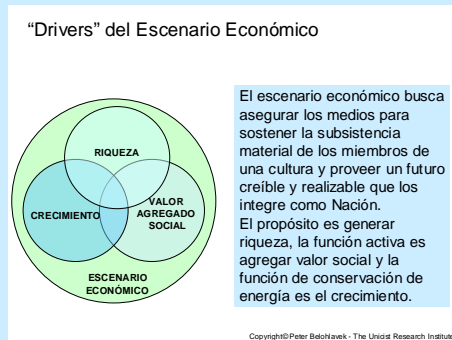 “Drivers” del Escenario Económico
RIQUEZA
CRECIMIENTO
VALOR
AGREGADO
SOCIAL
ESCENARIO
ECONÓMICO
El escenario económico busca
asegurar los medios para
sostener la subsistencia
material de los miembros de
una cultura y proveer un futuro
creíble y realizable que los
integre como Nación.
El propósito es generar
riqueza, la función activa es
agregar valor social y la
función de conservación de
energía es el crecimiento.
Copyright©Peter Belohlavek - The Unicist Research Institute